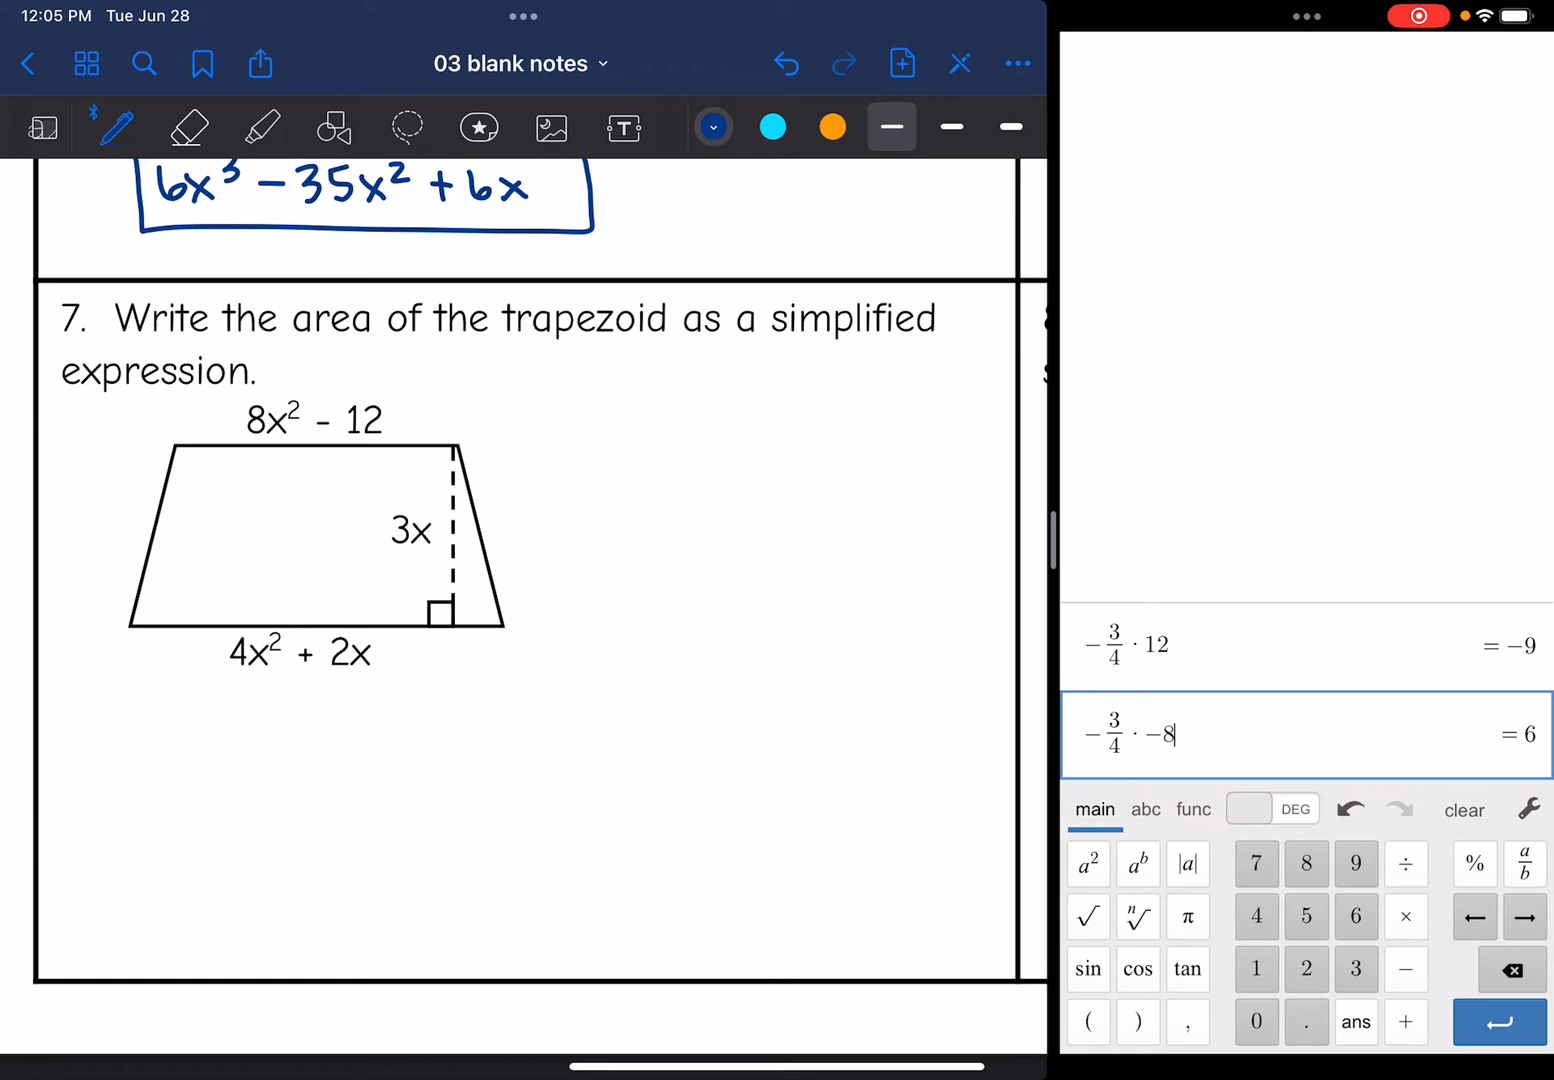 12:05 PM Tue Jun 28
03 blank notes
T
6x³ - 35x² + 6x
7. Write the area of the trapezoid as a simplified
expression.
8x² - 12
3x
4x² + 2x
-3/4 · 12 = -9
-3/4 · -8 = 6
main abc func DEG clear
a² aᵇ |a| 7 8 9 ÷ % a/b
√ ⁿ√ π 4 5 6 × ← →
sin cos tan 1 2 3 −
( ) , 0 . ans +